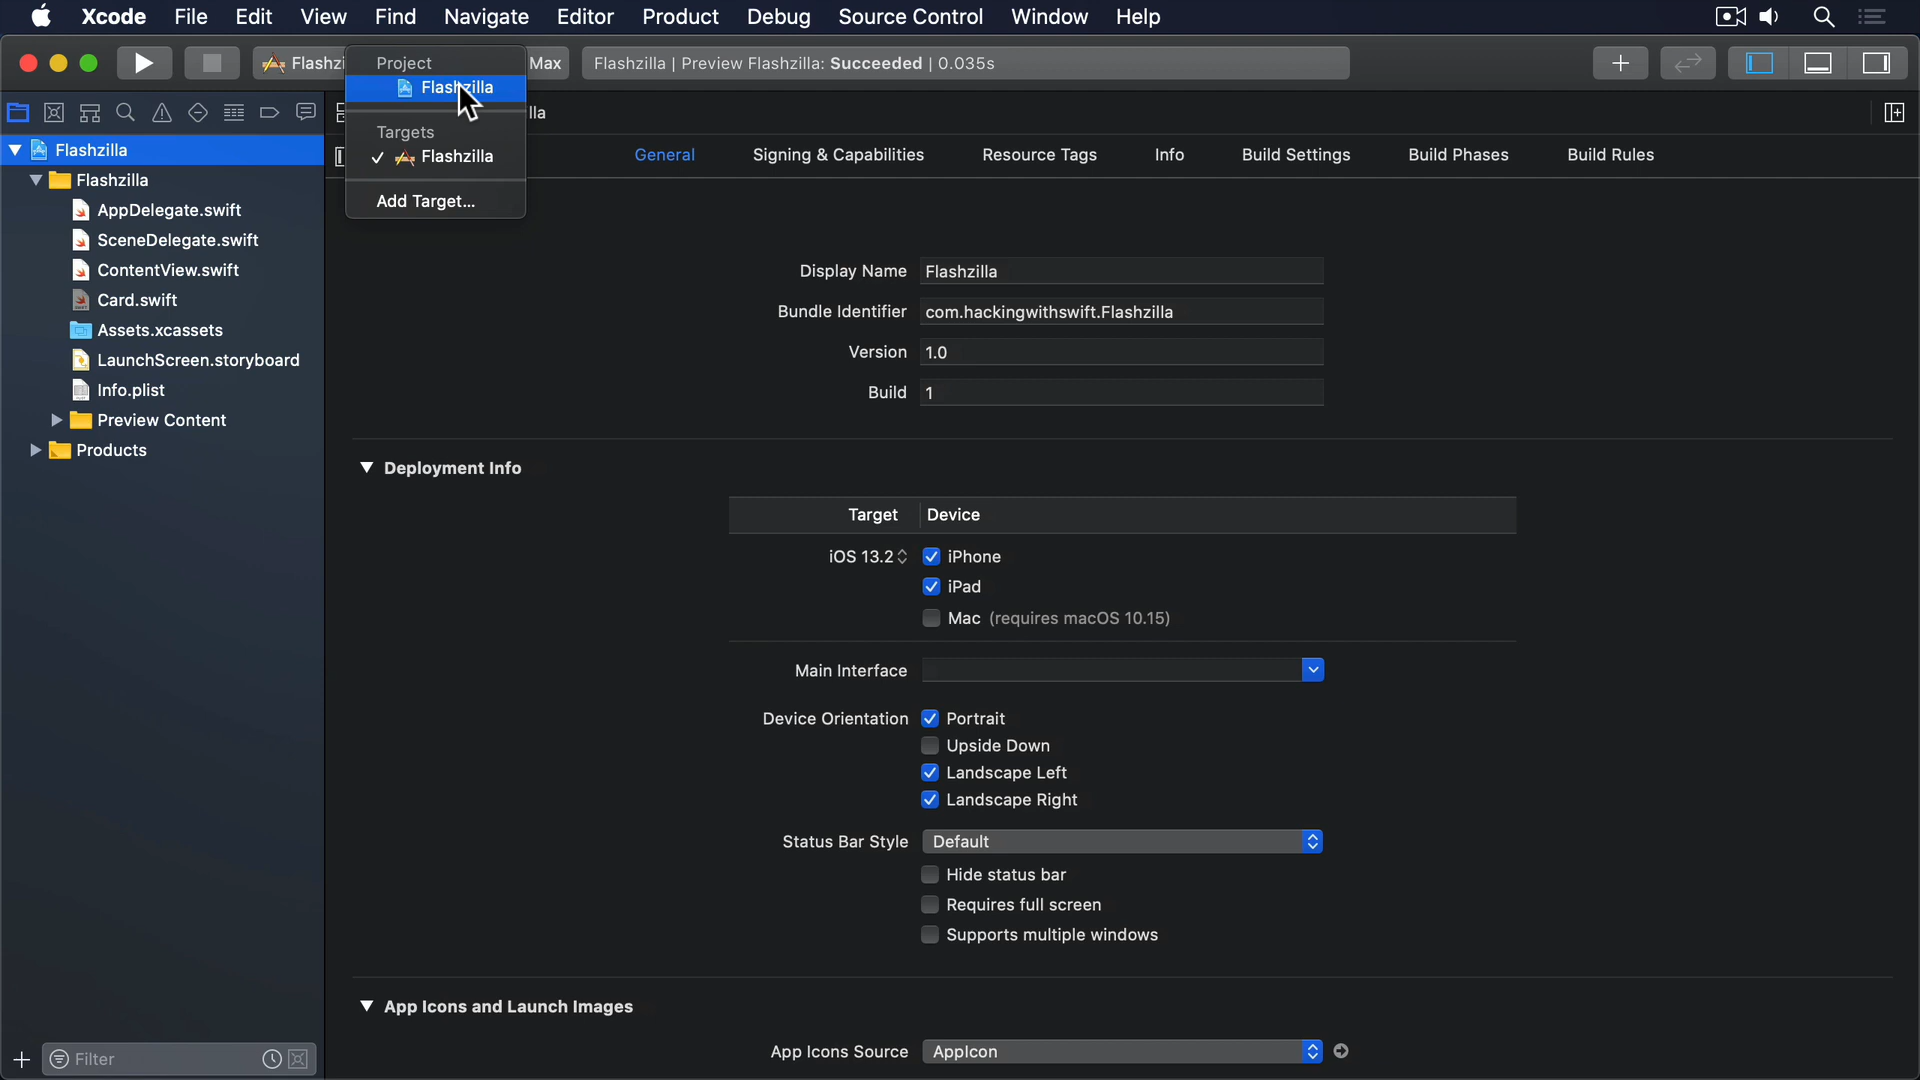 Xcode File Edit View Find Navigate Editor Product Debug Source Control Window Help
Flashzi Max Flashzilla | Preview Flashzilla: Succeeded | 0.035s
Project
Flashzilla
Targets
Flashzilla
Add Target...
lla
General Signing & Capabilities Resource Tags Info Build Settings Build Phases Build Rules
Flashzilla
Flashzilla
AppDelegate.swift
SceneDelegate.swift
ContentView.swift
Card.swift
Assets.xcassets
LaunchScreen.storyboard
Info.plist
Preview Content
Products
Filter
Display Name Flashzilla
Bundle Identifier com.hackingwithswift.Flashzilla
Version 1.0
Build 1
Deployment Info
Target Device
iOS 13.2 iPhone
iPad
Mac (requires macOS 10.15)
Main Interface
Device Orientation Portrait
Upside Down
Landscape Left
Landscape Right
Status Bar Style Default
Hide status bar
Requires full screen
Supports multiple windows
App Icons and Launch Images
App Icons Source AppIcon